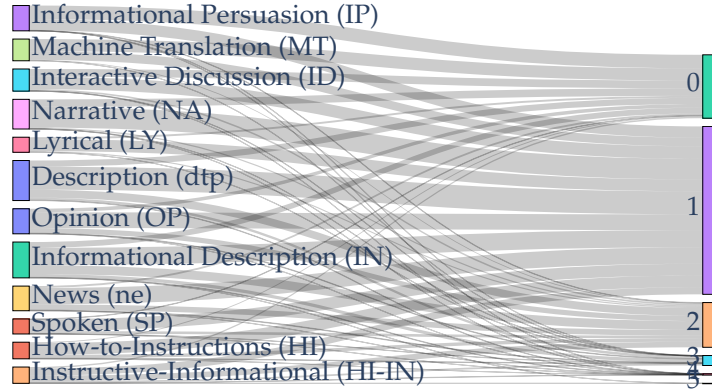 Informational Persuasion (IP)
Machine Translation (MT)
Interactive Discussion (ID)
Narrative (NA)
Lyrical (LY)
Description (dtp)
Opinion (OP)
Informational Description (IN)
News (ne)
Spoken (SP)
How-to-Instructions (HI)
Instructive-Informational (HI-IN)
0
1
2
3
4
5